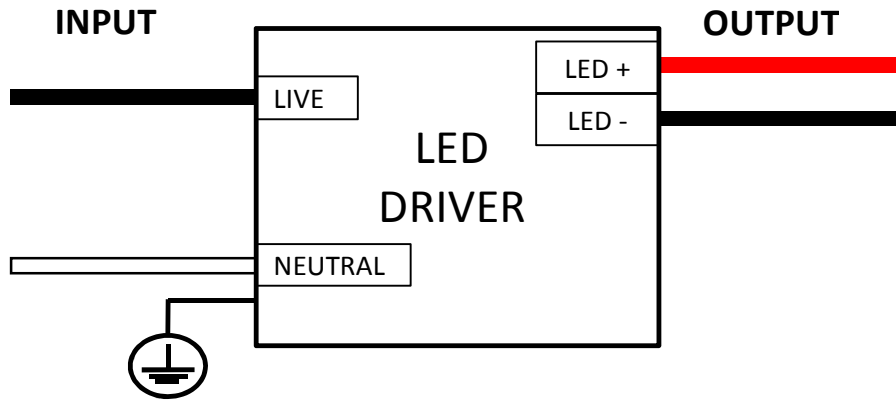 INPUT
OUTPUT
LIVE
LED +
LED -
LED
DRIVER
NEUTRAL